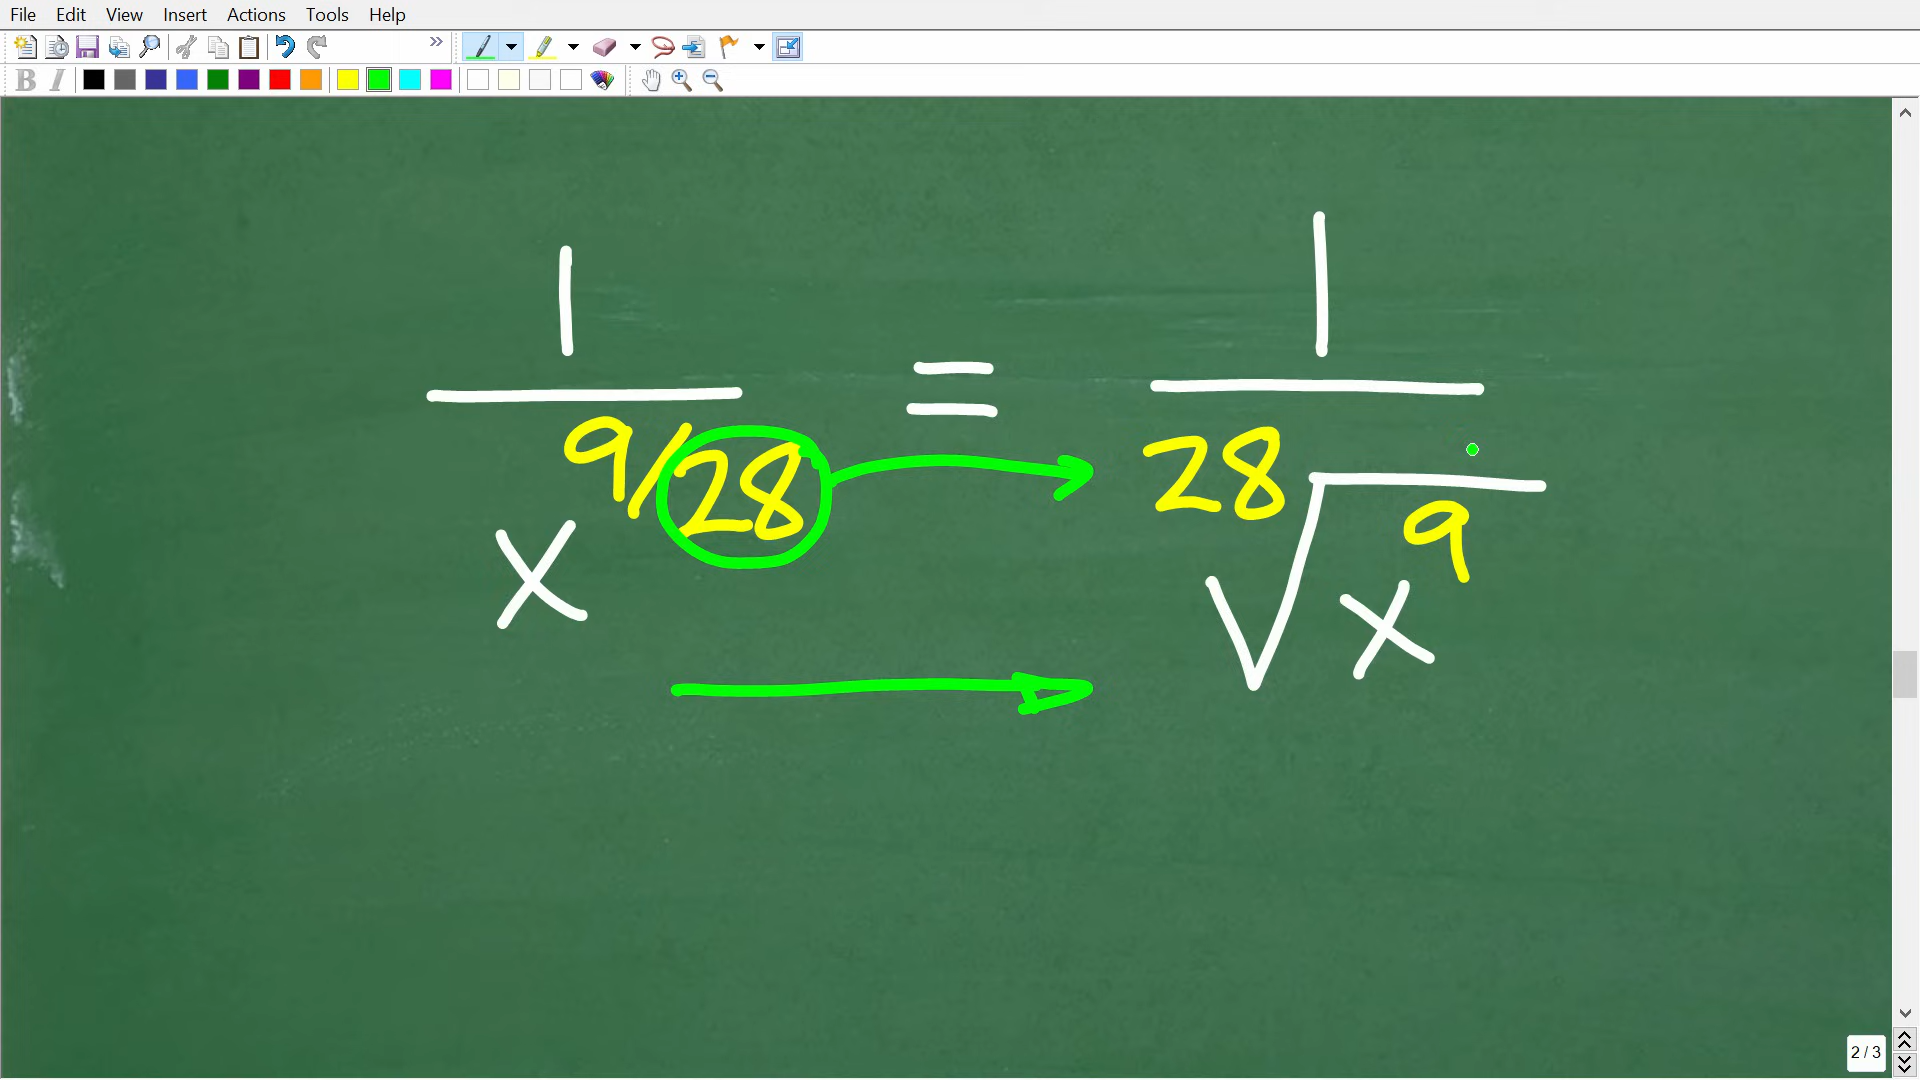 File Edit View Insert Actions Tools Help
B I
1 = 1
x^9/28 28√x^9
2 / 3